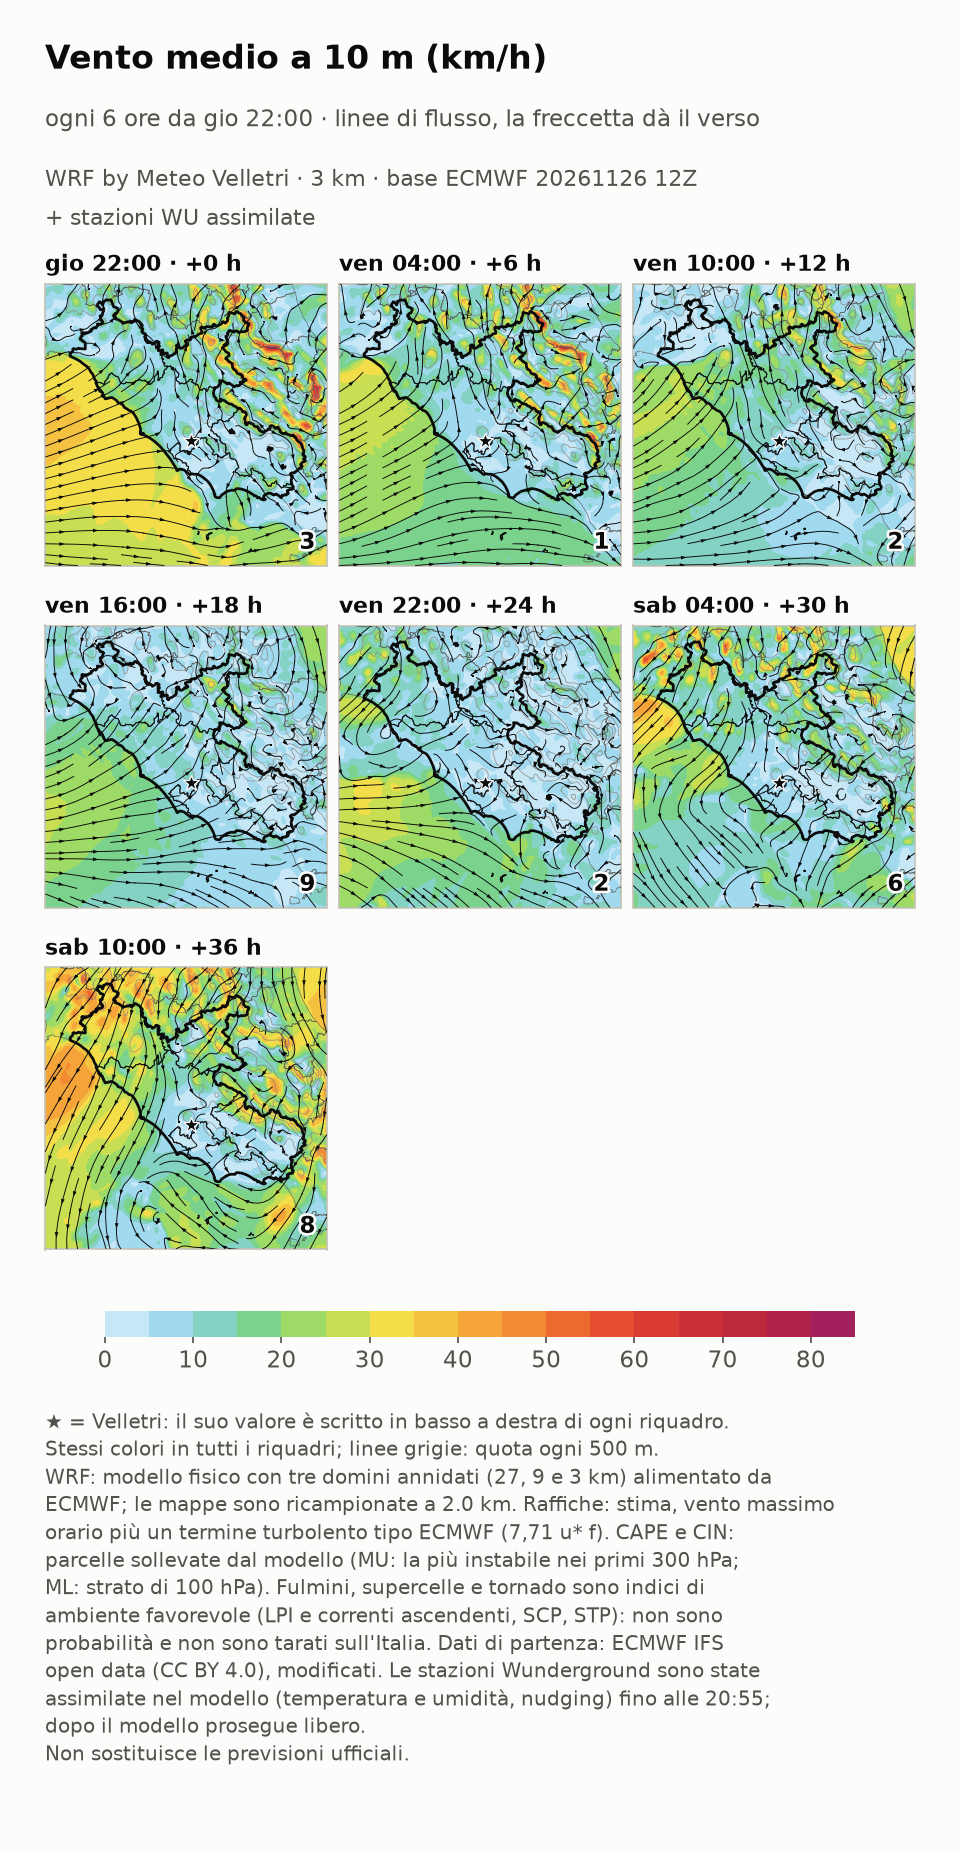 Vento medio a 10 m (km/h)
ogni 6 ore da gio 22:00 · linee di flusso, la freccetta dà il verso
WRF by Meteo Velletri · 3 km · base ECMWF 20261126 12Z
+ stazioni WU assimilate
gio 22:00 · +0 h
ven 04:00 · +6 h
ven 10:00 · +12 h
3
1
2
ven 16:00 · +18 h
ven 22:00 · +24 h
sab 04:00 · +30 h
9
2
6
sab 10:00 · +36 h
8
0 10 20 30 40 50 60 70 80
★ = Velletri: il suo valore è scritto in basso a destra di ogni riquadro.
Stessi colori in tutti i riquadri; linee grigie: quota ogni 500 m.
WRF: modello fisico con tre domini annidati (27, 9 e 3 km) alimentato da
ECMWF; le mappe sono ricampionate a 2.0 km. Raffiche: stima, vento massimo
orario più un termine turbolento tipo ECMWF (7,71 u* f). CAPE e CIN:
parcelle sollevate dal modello (MU: la più instabile nei primi 300 hPa;
ML: strato di 100 hPa). Fulmini, supercelle e tornado sono indici di
ambiente favorevole (LPI e correnti ascendenti, SCP, STP): non sono
probabilità e non sono tarati sull'Italia. Dati di partenza: ECMWF IFS
open data (CC BY 4.0), modificati. Le stazioni Wunderground sono state
assimilate nel modello (temperatura e umidità, nudging) fino alle 20:55;
dopo il modello prosegue libero.
Non sostituisce le previsioni ufficiali.